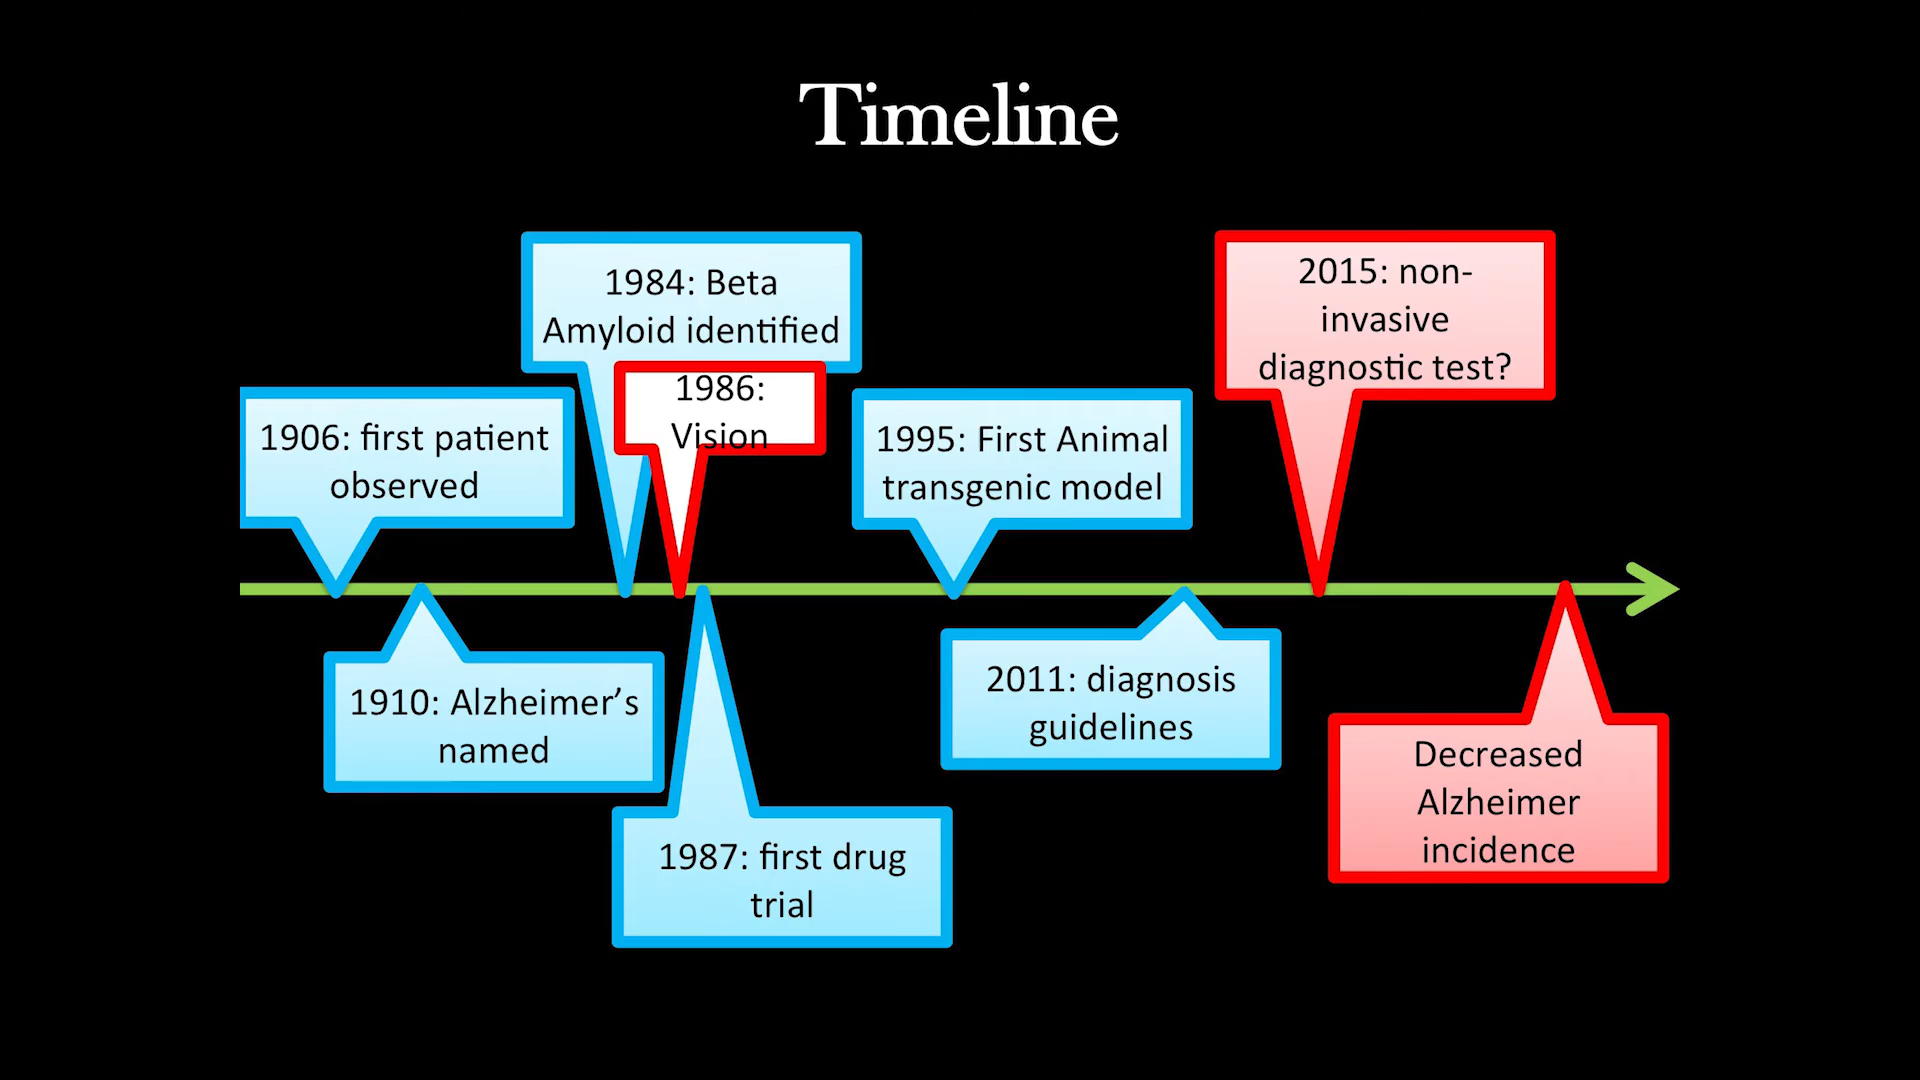 Timeline
1984: Beta
Amyloid identified
2015: non-
invasive
diagnostic test?
1986:
Vision
1906: first patient
observed
1995: First Animal
transgenic model
1910: Alzheimer’s
named
2011: diagnosis
guidelines
Decreased
Alzheimer
incidence
1987: first drug
trial